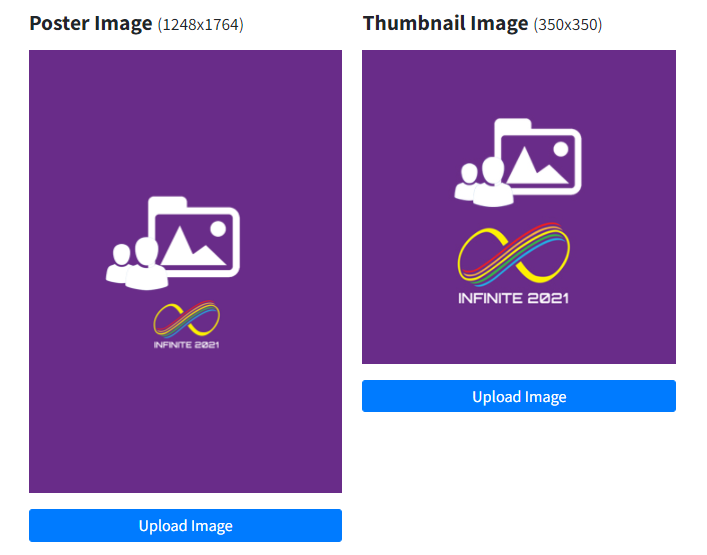 Poster Image (1248x1764)
INFINITE 2021
Upload Image
Thumbnail Image (350x350)
INFINITE 2021
Upload Image